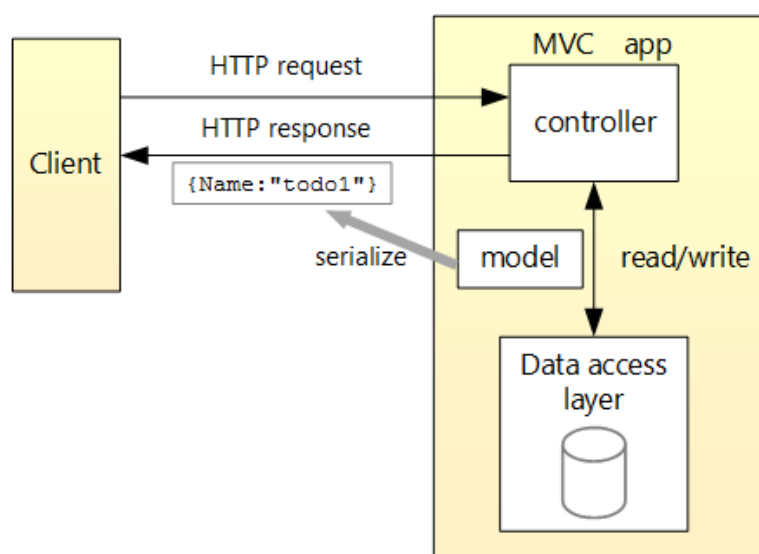 MVC app
HTTP request
controller
HTTP response
Client
{Name:"todo1"}
serialize
model
read/write
Data access
layer